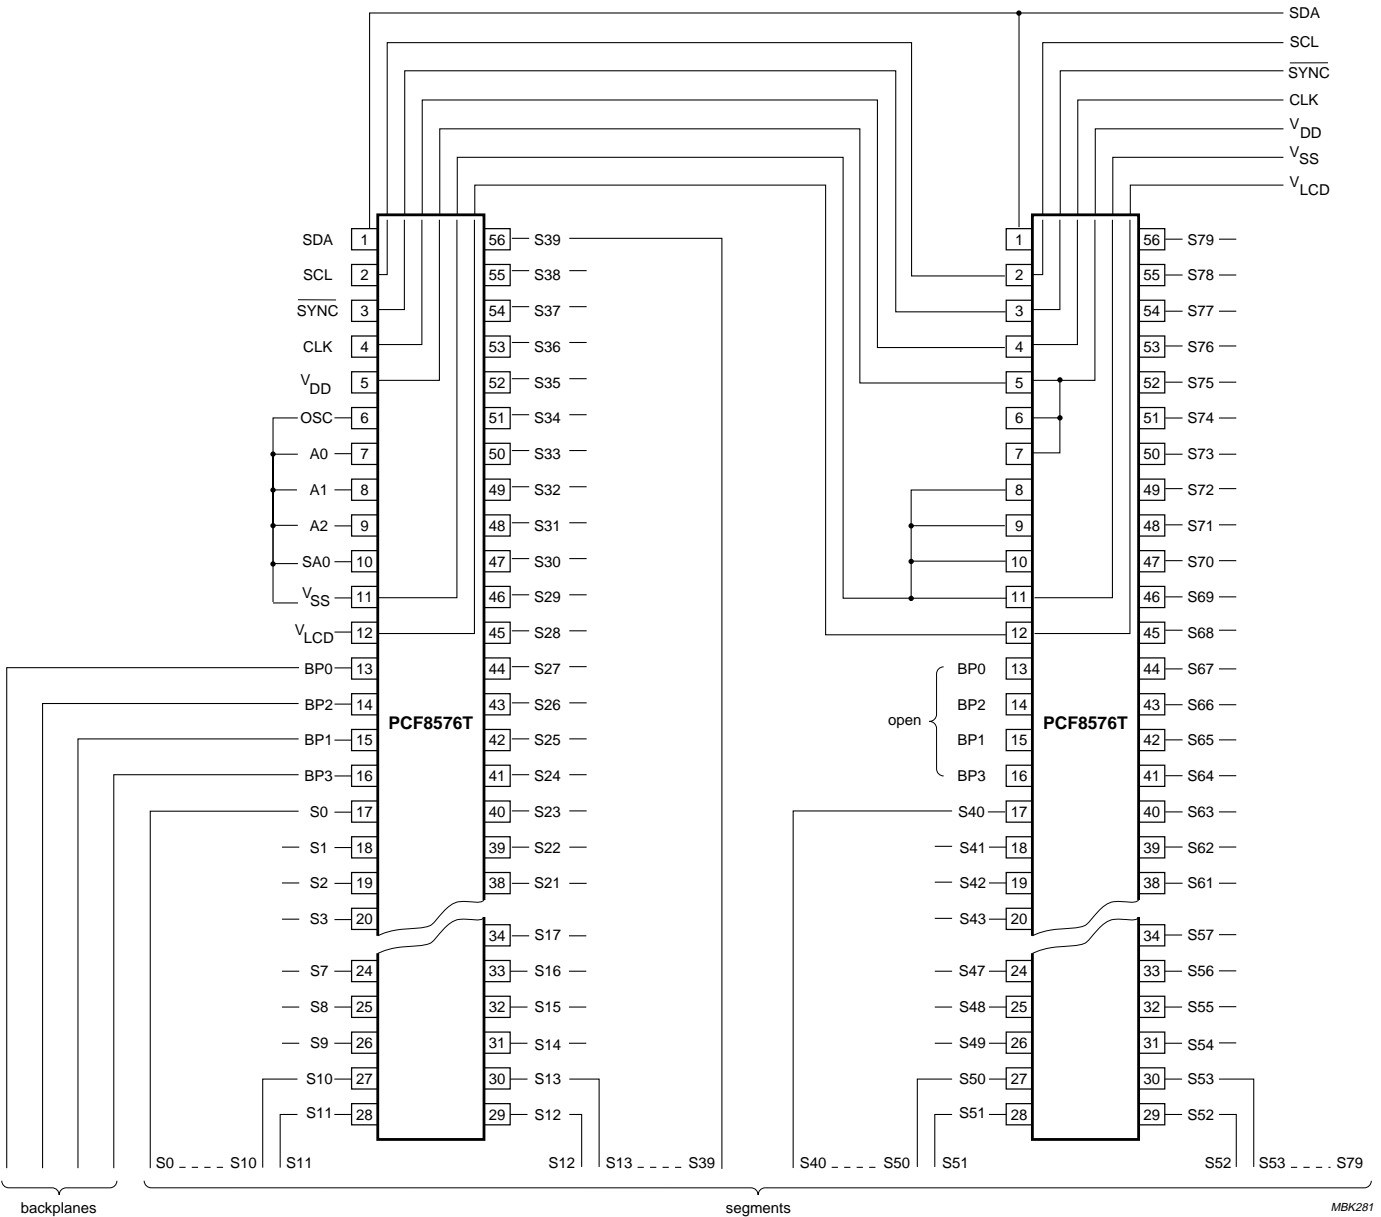 SDA
SCL
SYNC
CLK
VDD
VSS
VLCD
SDA 1 56 S39 1 56 S79
SCL 2 55 S38 2 55 S78
SYNC 3 54 S37 3 54 S77
CLK 4 53 S36 4 53 S76
VDD 5 52 S35 5 52 S75
OSC 6 51 S34 6 51 S74
A0 7 50 S33 7 50 S73
A1 8 49 S32 8 49 S72
A2 9 48 S31 9 48 S71
SA0 10 47 S30 10 47 S70
VSS 11 46 S29 11 46 S69
VLCD 12 45 S28 12 45 S68
BP0 13 44 S27 BP0 13 44 S67
BP2 14 43 S26 BP2 14 43 S66
PCF8576T open PCF8576T
BP1 15 42 S25 BP1 15 42 S65
BP3 16 41 S24 BP3 16 41 S64
S0 17 40 S23 S40 17 40 S63
S1 18 39 S22 S41 18 39 S62
S2 19 38 S21 S42 19 38 S61
S3 20 S43 20
34 S17 34 S57
S7 24 33 S16 S47 24 33 S56
S8 25 32 S15 S48 25 32 S55
S9 26 31 S14 S49 26 31 S54
S10 27 30 S13 S50 27 30 S53
S11 28 29 S12 S51 28 29 S52
S0 S10 S11 S12 S13 S39 S40 S50 S51 S52 S53 S79
backplanes segments MBK281